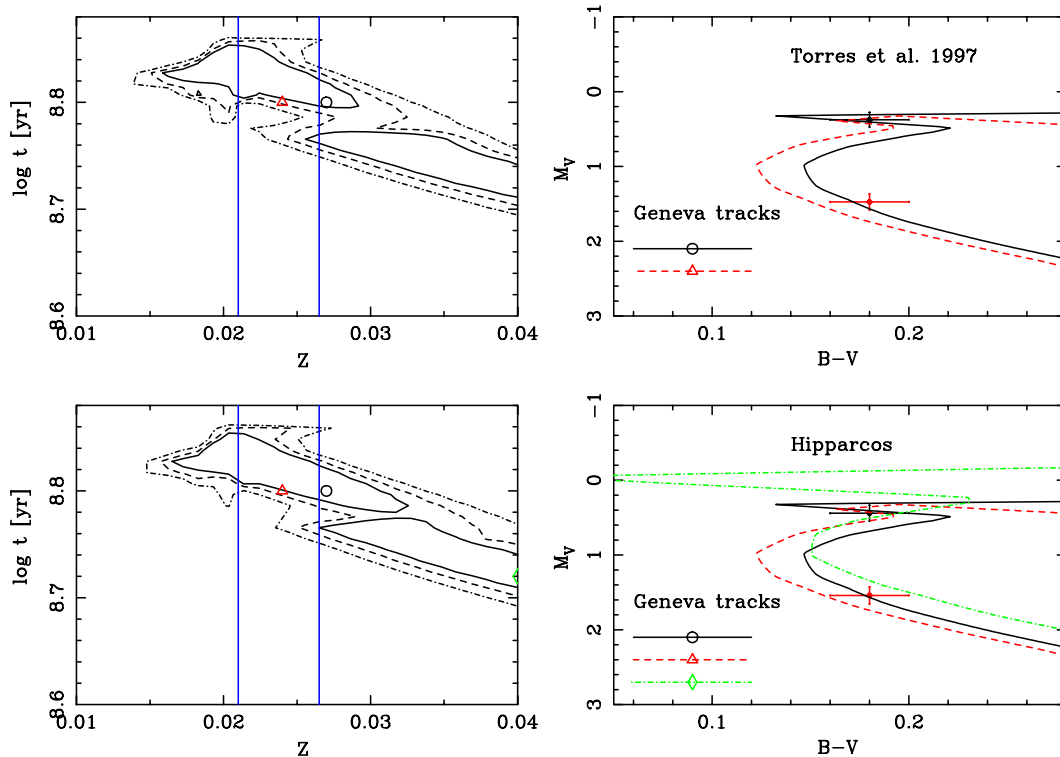 log t [yr]
8.8
8.7
8.6
0.01
0.02
0.03
0.04
Z
Torres et al. 1997
Geneva tracks
M_V
−1
0
1
2
3
0.1
0.2
B−V
log t [yr]
8.8
8.7
8.6
0.01
0.02
0.03
0.04
Z
Hipparcos
Geneva tracks
M_V
−1
0
1
2
3
0.1
0.2
B−V